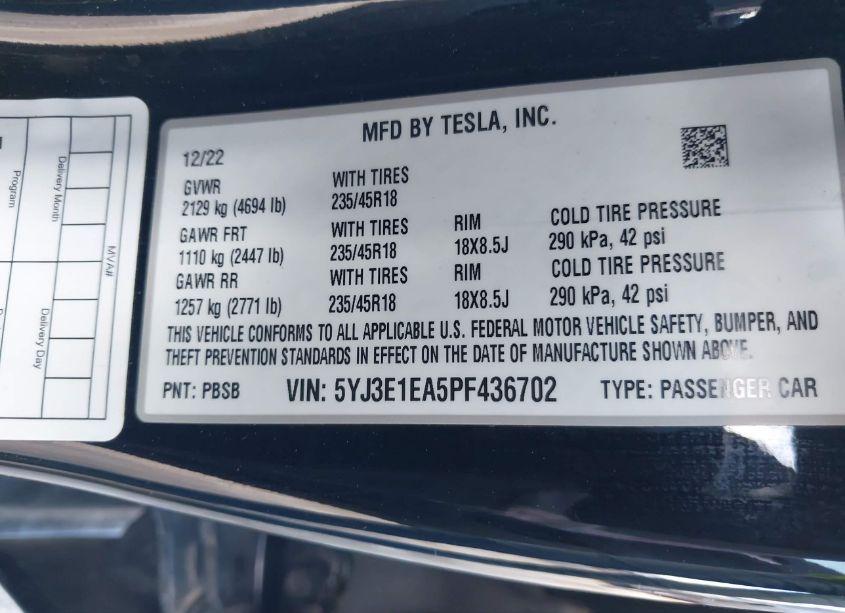 MFD BY TESLA, INC.
12/22
GVWR WITH TIRES
2129 kg (4694 lb) 235/45R18
GAWR FRT WITH TIRES RIM COLD TIRE PRESSURE
1110 kg (2447 lb) 235/45R18 18X8.5J 290 kPa, 42 psi
GAWR RR WITH TIRES RIM COLD TIRE PRESSURE
1257 kg (2771 lb) 235/45R18 18X8.5J 290 kPa, 42 psi
THIS VEHICLE CONFORMS TO ALL APPLICABLE U.S. FEDERAL MOTOR VEHICLE SAFETY, BUMPER, AND
THEFT PREVENTION STANDARDS IN EFFECT ON THE DATE OF MANUFACTURE SHOWN ABOVE.
PNT: PBSB VIN: 5YJ3E1EA5PF436702 TYPE: PASSENGER CAR
MVA#
Delivery Month
Delivery Day
Program